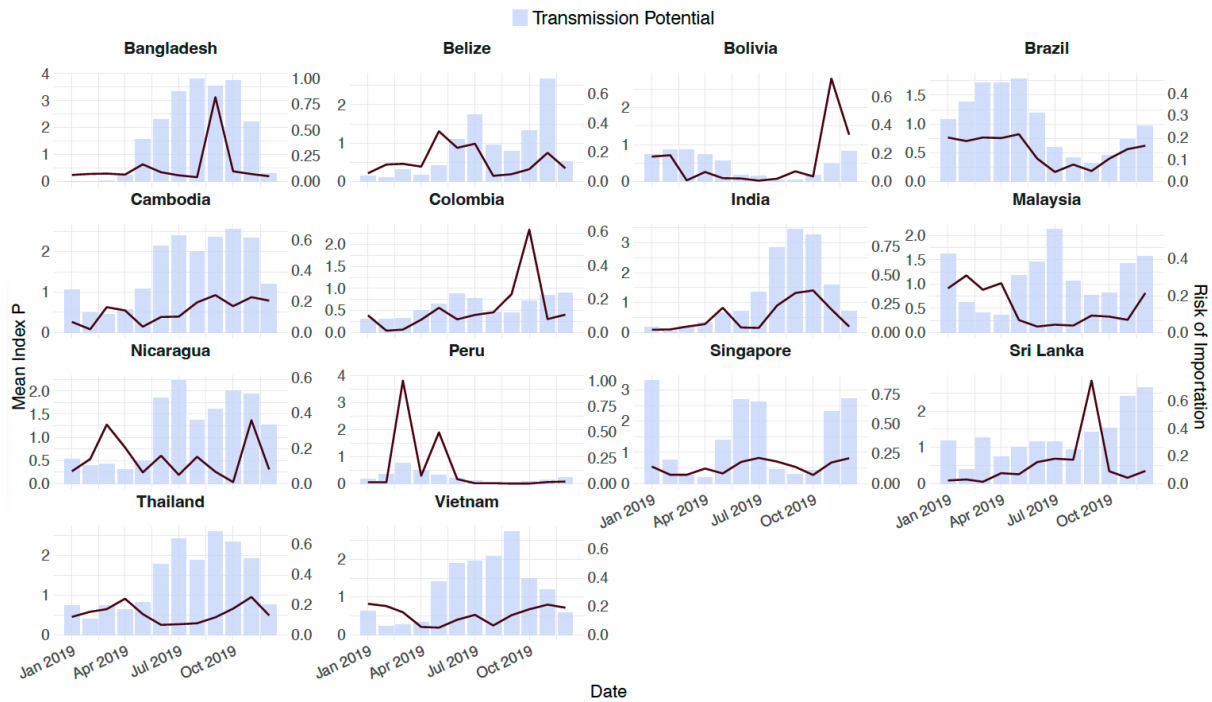 Transmission Potential
Bangladesh Belize Bolivia Brazil
4 3 2 1 0 1.00 0.75 0.50 0.25 0.00 2 1 0 0.6 0.4 0.2 0.0 2 1 0 0.6 0.4 0.2 0.0 1.5 1.0 0.5 0.0 0.4 0.3 0.2 0.1 0.0
Cambodia Colombia India Malaysia
2 1 0 0.6 0.4 0.2 0.0 2.0 1.5 1.0 0.5 0.0 0.6 0.4 0.2 0.0 3 2 1 0 0.75 0.50 0.25 0.00 2.0 1.5 1.0 0.5 0.0 0.4 0.2 0.0
Nicaragua Peru Singapore Sri Lanka
2.0 1.5 1.0 0.5 0.0 0.6 0.4 0.2 0.0 4 3 2 1 0 1.00 0.75 0.50 0.25 0.00 3 2 1 0 0.75 0.50 0.25 0.00 2 1 0 0.6 0.4 0.2 0.0
Jan 2019 Apr 2019 Jul 2019 Oct 2019 Jan 2019 Apr 2019 Jul 2019 Oct 2019
Thailand Vietnam
2 1 0 0.6 0.4 0.2 0.0 2 1 0 0.6 0.4 0.2 0.0
Jan 2019 Apr 2019 Jul 2019 Oct 2019 Jan 2019 Apr 2019 Jul 2019 Oct 2019
Mean Index P
Risk of Importation
Date